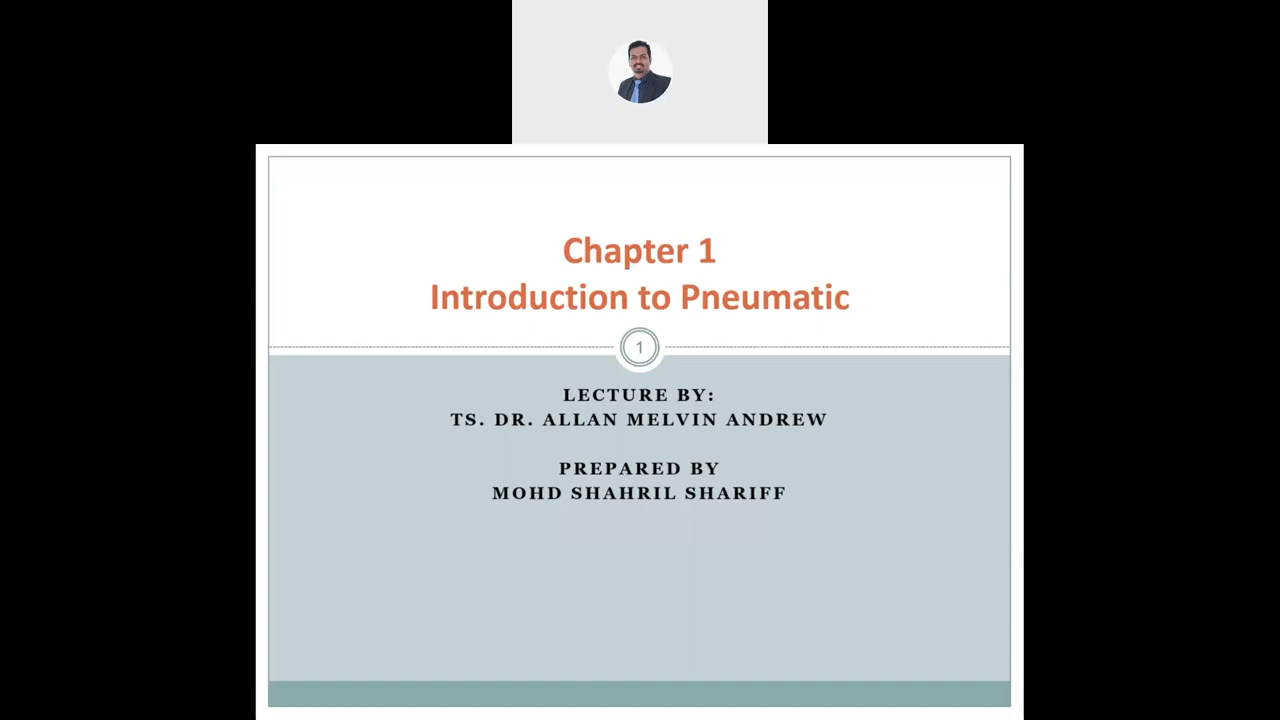 Chapter 1
Introduction to Pneumatic
1
LECTURE BY:
TS. DR. ALLAN MELVIN ANDREW
PREPARED BY
MOHD SHAHRIL SHARIFF